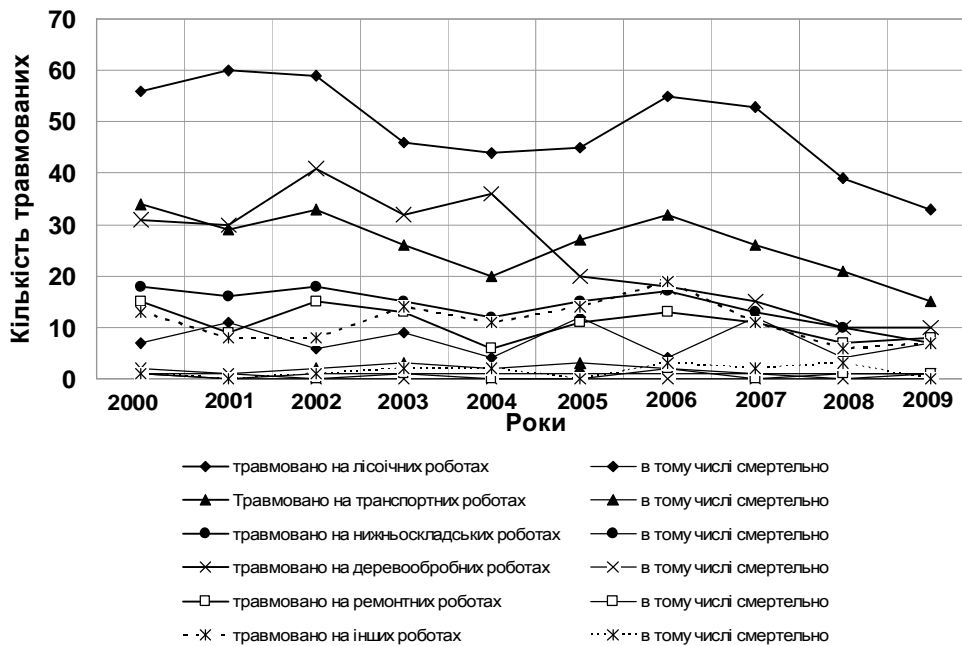 70
60
50
40
30
20
10
0
Кількість травмованих
2000 2001 2002 2003 2004 2005 2006 2007 2008 2009
Роки
травмовано на лісоічних роботах в тому числі смертельно
Травмовано на транспортних роботах в тому числі смертельно
травмовано на нижньоскладських роботах в тому числі смертельно
травмовано на деревообробних роботах в тому числі смертельно
травмовано на ремонтних роботах в тому числі смертельно
травмовано на інших роботах в тому числі смертельно